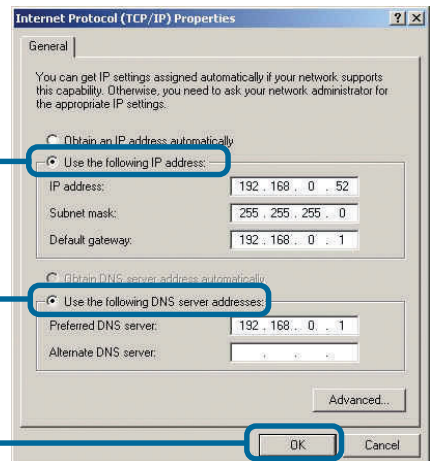 Internet Protocol (TCP/IP) Properties
General
You can get IP settings assigned automatically if your network supports
this capability. Otherwise, you need to ask your network administrator for
the appropriate IP settings.
Obtain an IP address automatically
Use the following IP address:
IP address: 192 . 168 . 0 . 52
Subnet mask: 255 . 255 . 255 . 0
Default gateway: 192 . 168 . 0 . 1
Obtain DNS server address automatically
Use the following DNS server addresses:
Preferred DNS server: 192 . 168 . 0 . 1
Alternate DNS server: . . .
Advanced...
OK Cancel